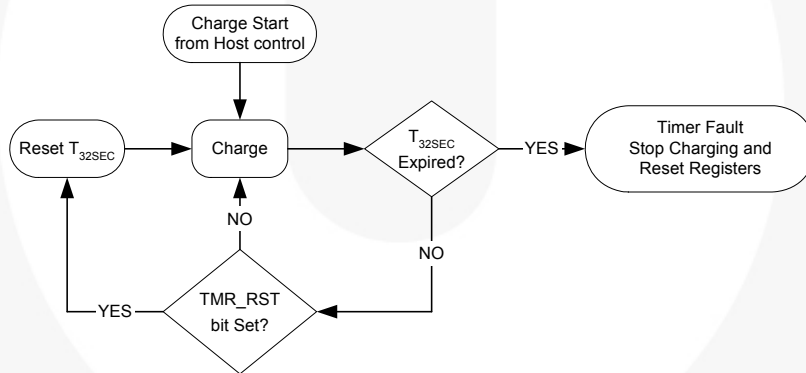 Charge Start
from Host control
Reset T32SEC
Charge
T32SEC
Expired?
YES
Timer Fault
Stop Charging and
Reset Registers
NO
NO
YES
TMR_RST
bit Set?